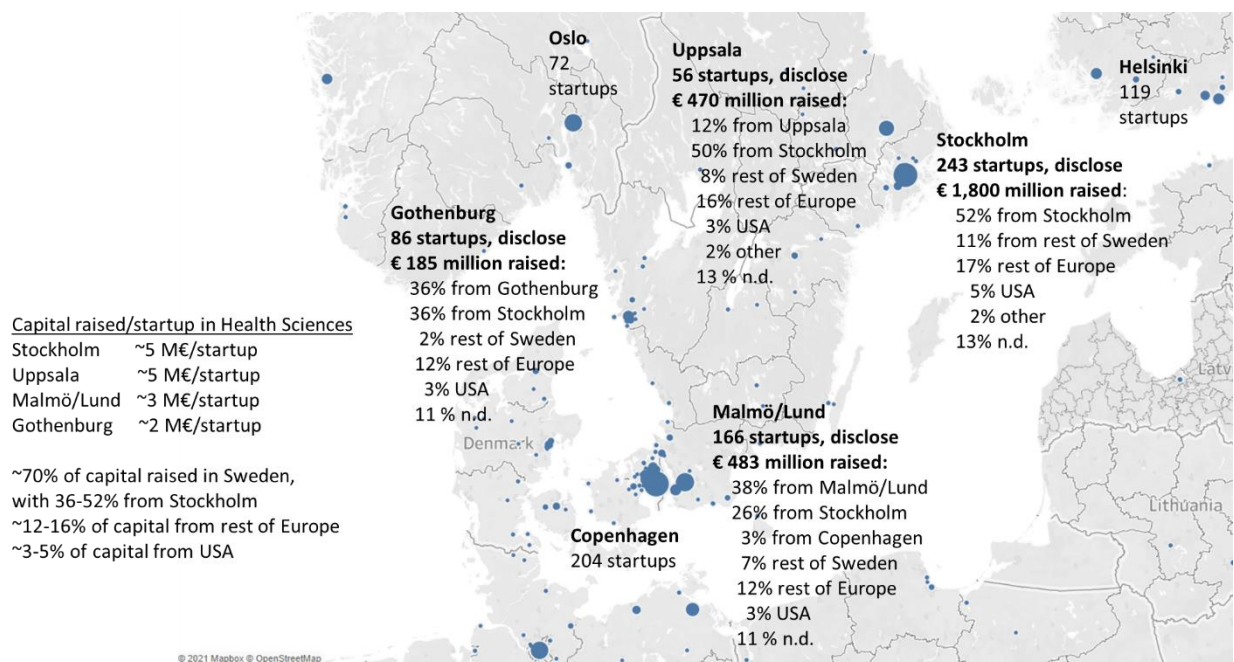 Oslo
72
startups
Uppsala
56 startups, disclose
€ 470 million raised:
12% from Uppsala
50% from Stockholm
8% rest of Sweden
16% rest of Europe
3% USA
2% other
13 % n.d.
Helsinki
119
startups
Stockholm
243 startups, disclose
€ 1,800 million raised:
52% from Stockholm
11% from rest of Sweden
17% rest of Europe
5% USA
2% other
13% n.d.
Gothenburg
86 startups, disclose
€ 185 million raised:
36% from Gothenburg
36% from Stockholm
2% rest of Sweden
12% rest of Europe
3% USA
11 % n.d.
Capital raised/startup in Health Sciences
Stockholm ~5 M€/startup
Uppsala ~5 M€/startup
Malmö/Lund ~3 M€/startup
Gothenburg ~2 M€/startup
~70% of capital raised in Sweden,
with 36-52% from Stockholm
~12-16% of capital from rest of Europe
~3-5% of capital from USA
Denmark
Malmö/Lund
166 startups, disclose
€ 483 million raised:
38% from Malmö/Lund
26% from Stockholm
3% from Copenhagen
7% rest of Sweden
12% rest of Europe
3% USA
11 % n.d.
Copenhagen
204 startups
Latv
Lithuania
© 2021 Mapbox © OpenStreetMap